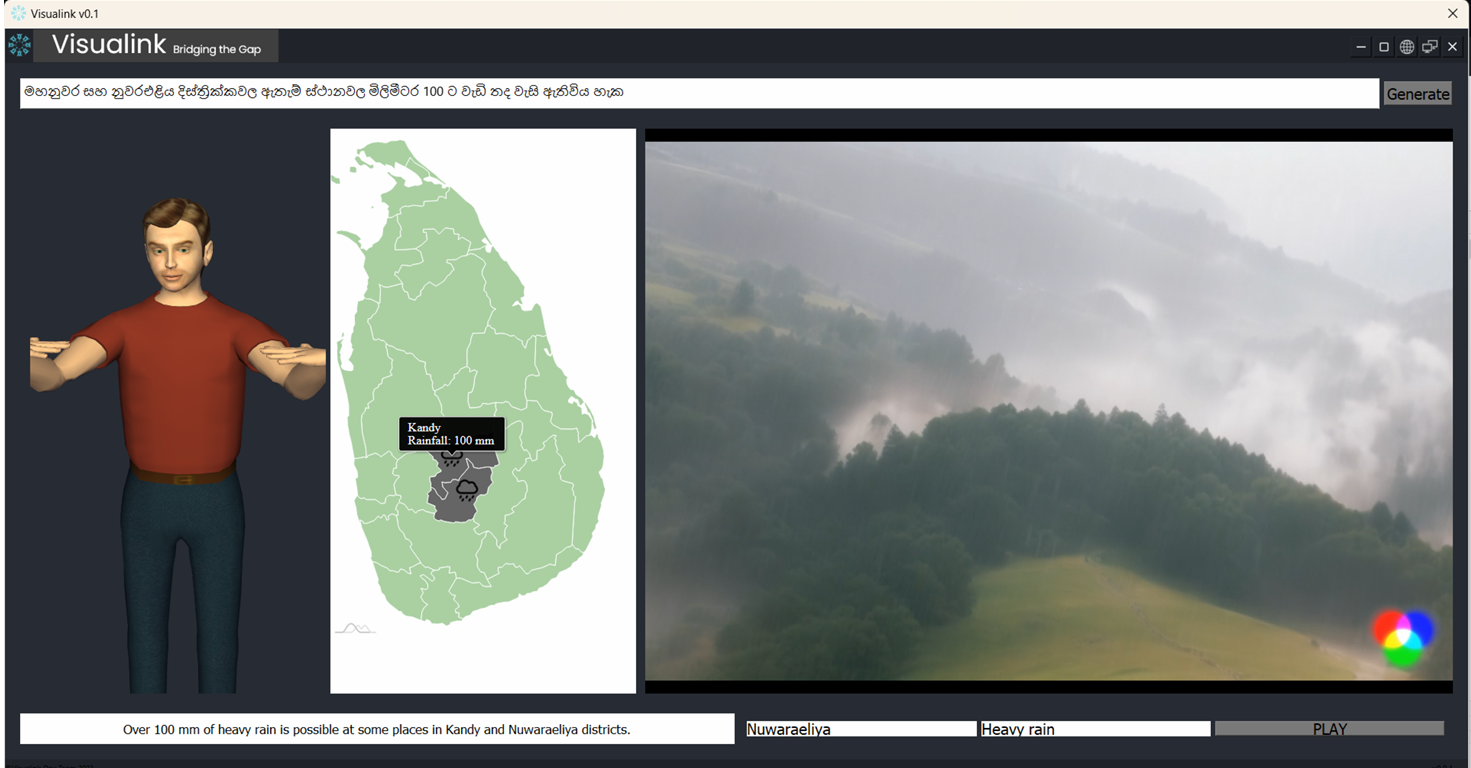 Visualink v0.1
Visualink Bridging the Gap
මහනුවර සහ නුවරඑළිය දිස්ත්‍රික්කවල ඇතැම් ස්ථානවල මිලිමීටර 100 ට වැඩි තද වැසි ඇතිවිය හැක
Generate
Kandy
Rainfall: 100 mm
Over 100 mm of heavy rain is possible at some places in Kandy and Nuwaraeliya districts.
Nuwaraeliya
Heavy rain
PLAY